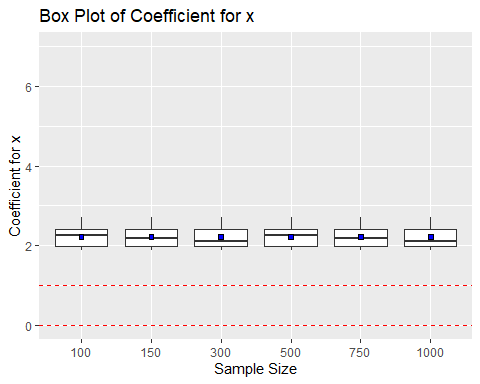 Box Plot of Coefficient for x
Coefficient for x
6
4
2
0
100 150 300 500 750 1000
Sample Size